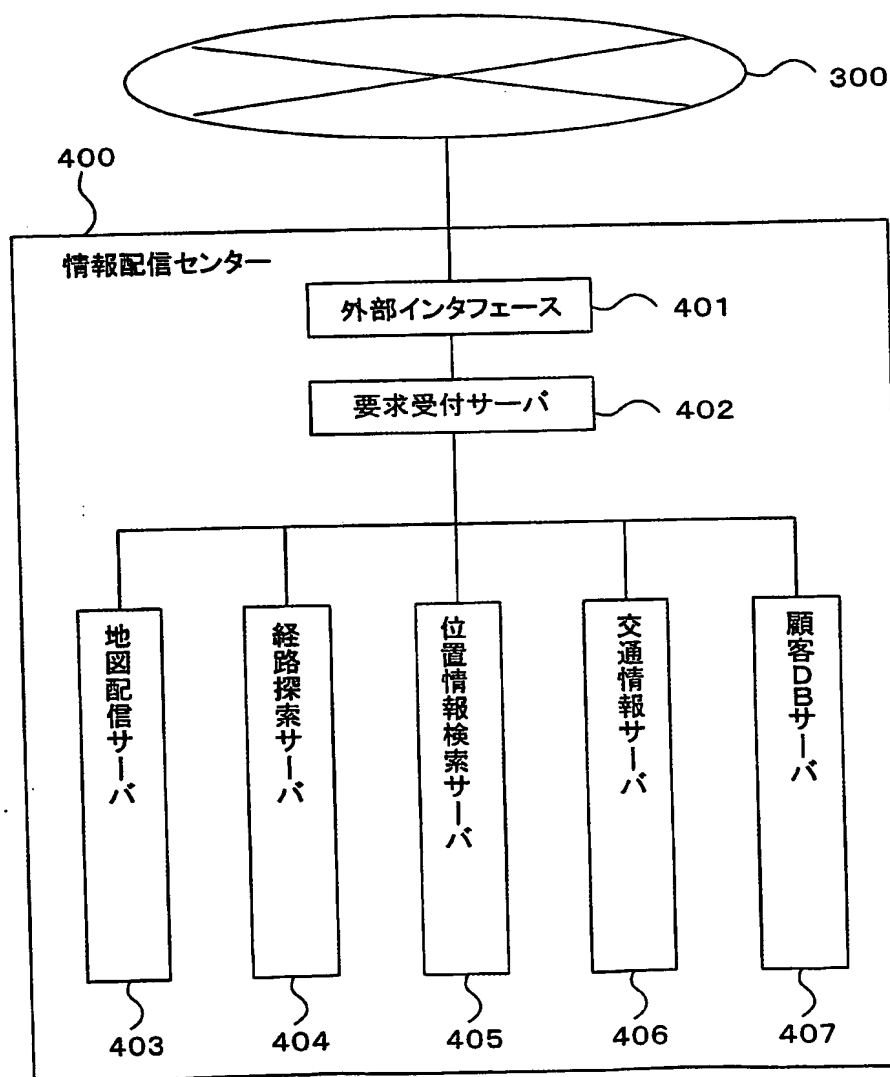 300
400
情報配信センター
外部インタフェース
401
要求受付サーバ
402
地図配信サーバ
経路探索サーバ
位置情報検索サーバ
交通情報サーバ
顧客DBサーバ
403
404
405
406
407